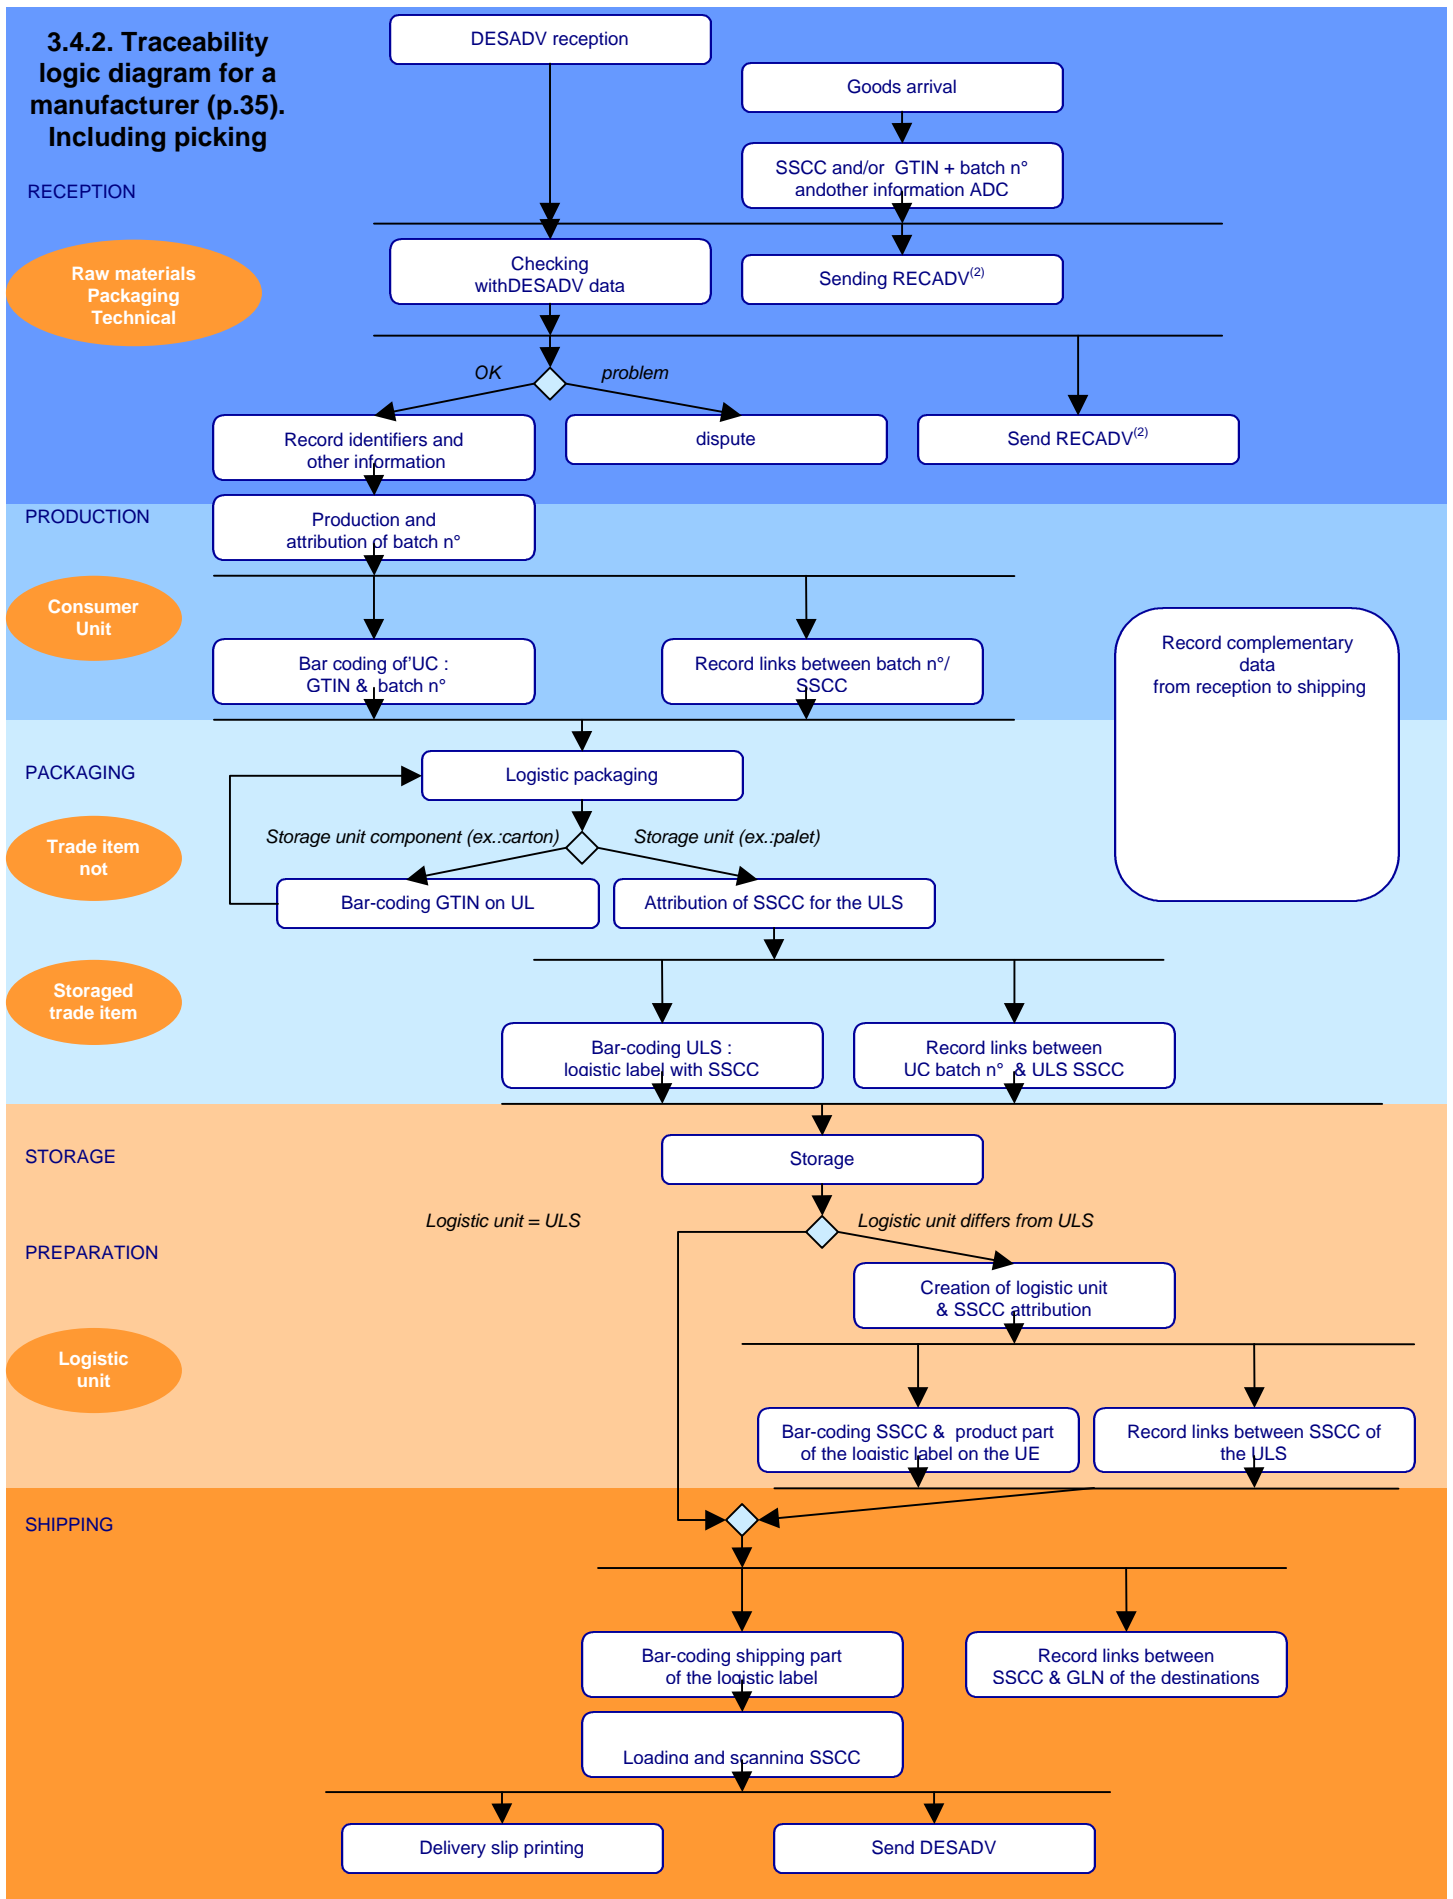 3.4.2. Traceability
logic diagram for a
manufacturer (p.35).
Including picking
DESADV reception
Goods arrival
SSCC and/or GTIN + batch n°
andother information ADC
RECEPTION
Raw materials
Packaging
Technical
Checking
withDESADV data
Sending RECADV(2)
OK
problem
Record identifiers and
other information
dispute
Send RECADV(2)
PRODUCTION
Production and
attribution of batch n°
Consumer
Unit
Bar coding of'UC :
GTIN & batch n°
Record links between batch n°/
SSCC
Record complementary
data
from reception to shipping
PACKAGING
Logistic packaging
Storage unit component (ex.:carton)
Storage unit (ex.:palet)
Trade item
not
Bar-coding GTIN on UL
Attribution of SSCC for the ULS
Storaged
trade item
Bar-coding ULS :
logistic label with SSCC
Record links between
UC batch n° & ULS SSCC
STORAGE
Storage
Logistic unit = ULS
Logistic unit differs from ULS
PREPARATION
Creation of logistic unit
& SSCC attribution
Logistic
unit
Bar-coding SSCC & product part
of the logistic label on the UE
Record links between SSCC of
the ULS
SHIPPING
Bar-coding shipping part
of the logistic label
Record links between
SSCC & GLN of the destinations
Loading and scanning SSCC
Delivery slip printing
Send DESADV